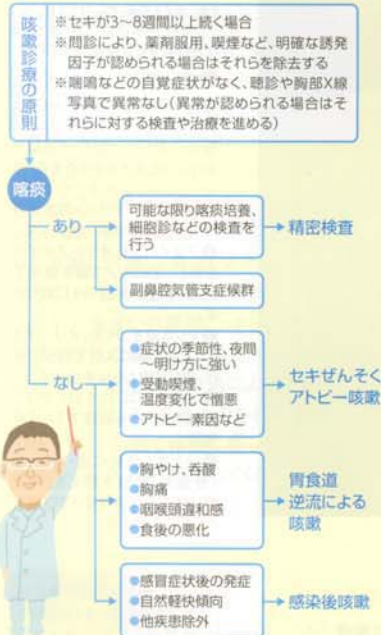 咳嗽診療の原則
※セキが3～8週間以上続く場合
※問診により、薬剤服用、喫煙など、明確な誘発
因子が認められる場合はそれらを除去する
※喘鳴などの自覚症状がなく、聴診や胸部X線
写真で異常なし(異常が認められる場合はそ
れらに対する検査や治療を進める)
喀痰
あり
可能な限り喀痰培養、
細胞診などの検査を
行う
精密検査
副鼻腔気管支症候群
なし
●症状の季節性、夜間
～明け方に強い
●受動喫煙、
温度変化で憎悪
●アトピー素因など
セキぜんそく
アトピー咳嗽
●胸やけ、呑酸
●胸痛
●咽喉頭違和感
●食後の悪化
胃食道
逆流による
咳嗽
●感冒症状後の発症
●自然軽快傾向
●他疾患除外
感染後咳嗽